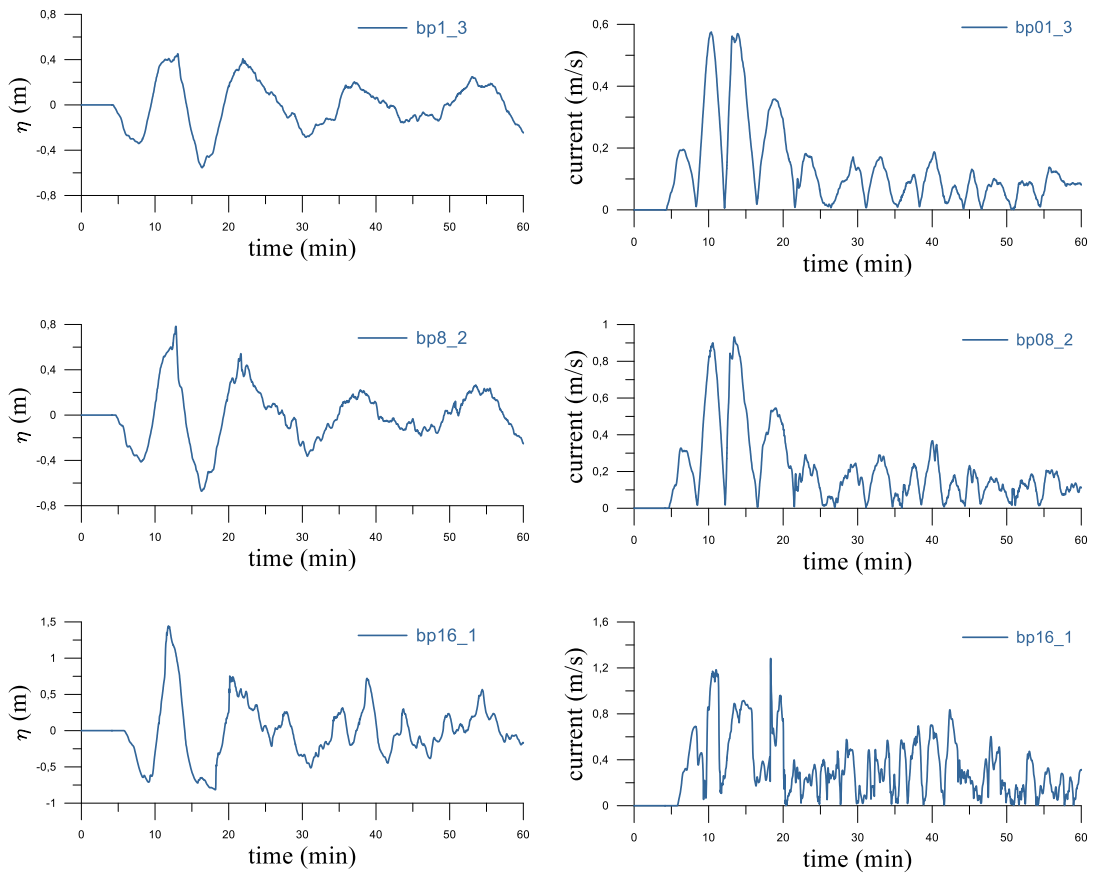 0,8
0,4
0
-0,4
-0,8
η (m)
bp1_3
0 10 20 30 40 50 60
time (min)
0,6
0,4
0,2
0
current (m/s)
bp01_3
0 10 20 30 40 50 60
time (min)
0,8
0,4
0
-0,4
-0,8
η (m)
bp8_2
0 10 20 30 40 50 60
time (min)
1
0,8
0,6
0,4
0,2
0
current (m/s)
bp08_2
0 10 20 30 40 50 60
time (min)
1,5
1
0,5
0
-0,5
-1
η (m)
bp16_1
0 10 20 30 40 50 60
time (min)
1,6
1,2
0,8
0,4
0
current (m/s)
bp16_1
0 10 20 30 40 50 60
time (min)